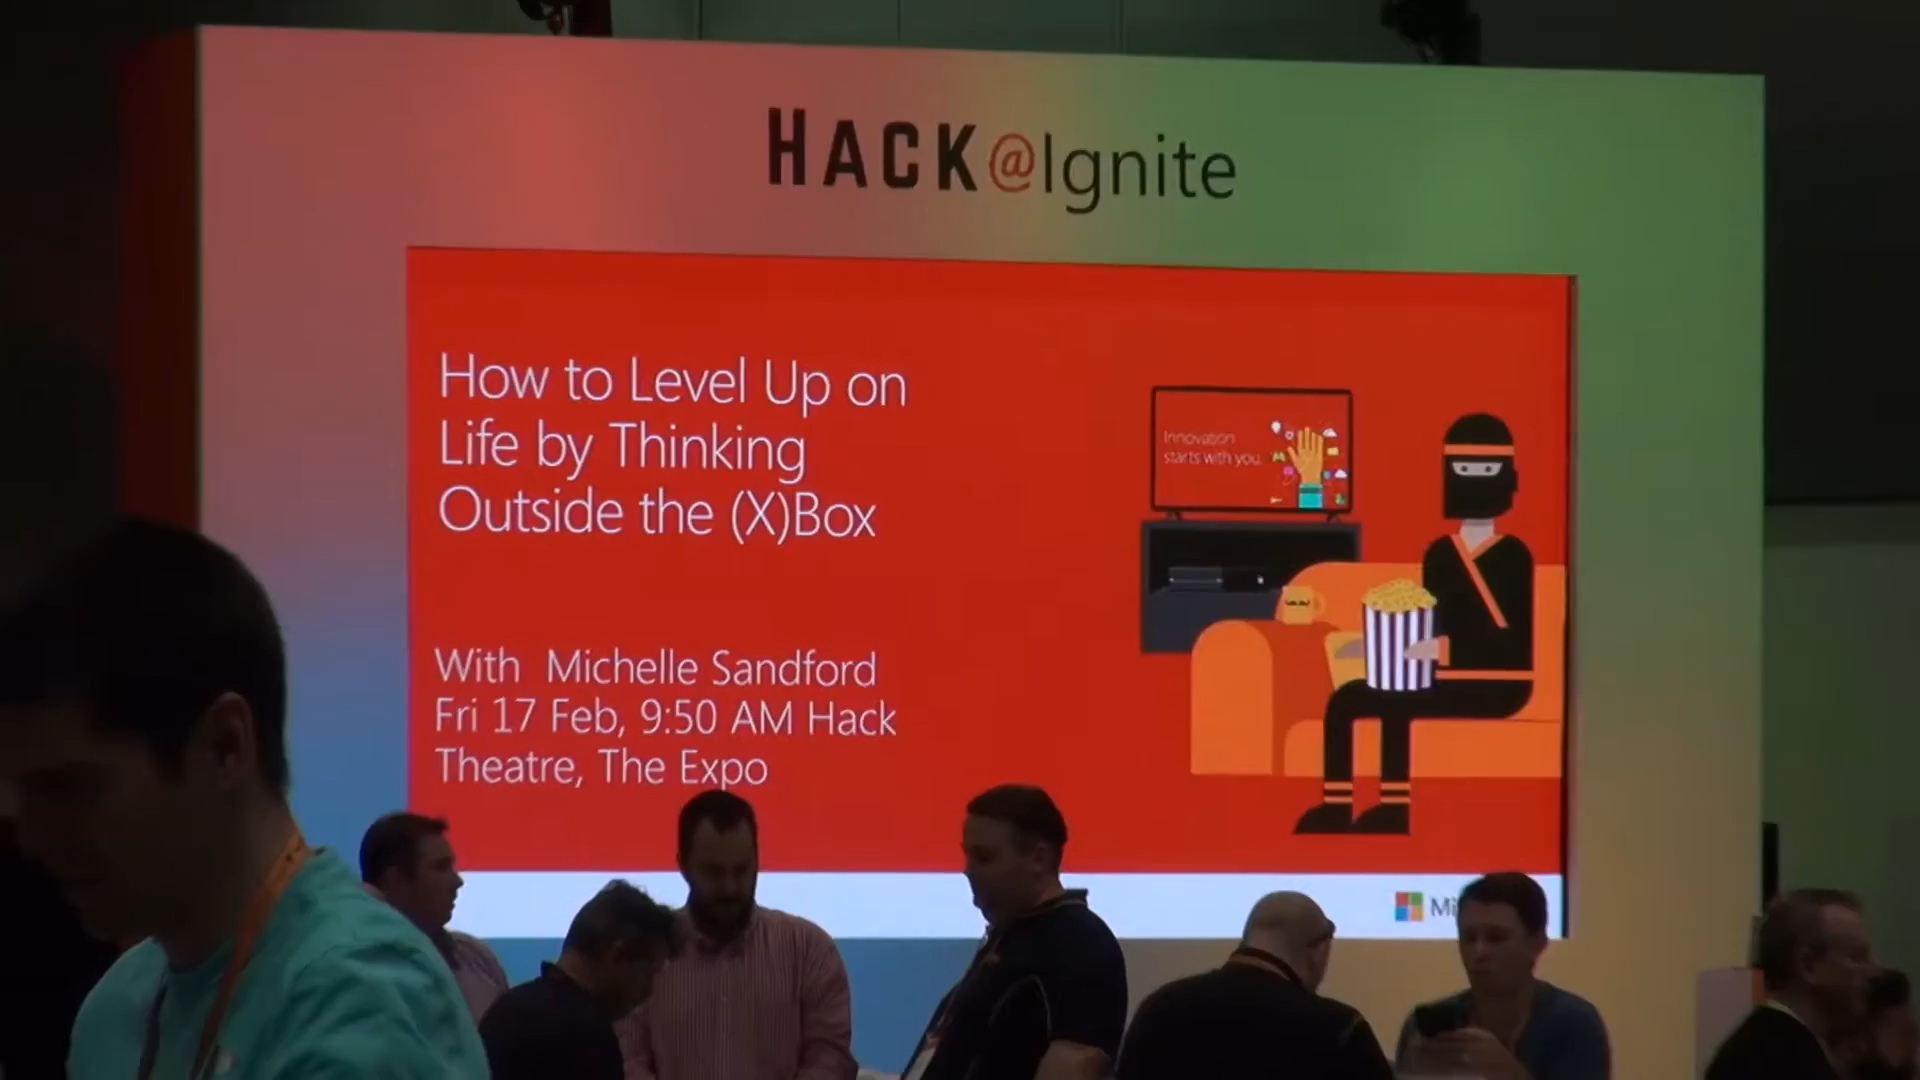 HACK@Ignite
How to Level Up on
Life by Thinking
Outside the (X)Box
Innovation
starts with you.
With Michelle Sandford
Fri 17 Feb, 9:50 AM Hack
Theatre, The Expo